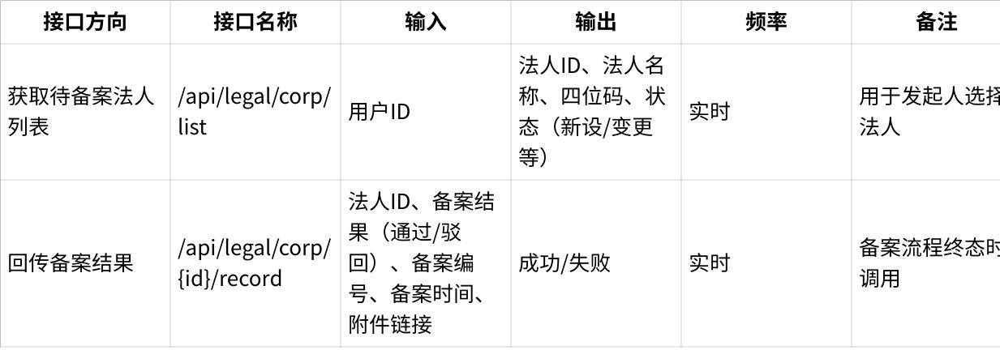 接口方向
接口名称
输入
输出
频率
备注
获取待备案法人
列表
/api/legal/corp/
list
用户ID
法人ID、法人名
称、四位码、状
态（新设/变更
等）
实时
用于发起人选择
法人
回传备案结果
/api/legal/corp/
{id}/record
法人ID、备案结
果（通过/驳
回）、备案编
号、备案时间、
附件链接
成功/失败
实时
备案流程终态时
调用